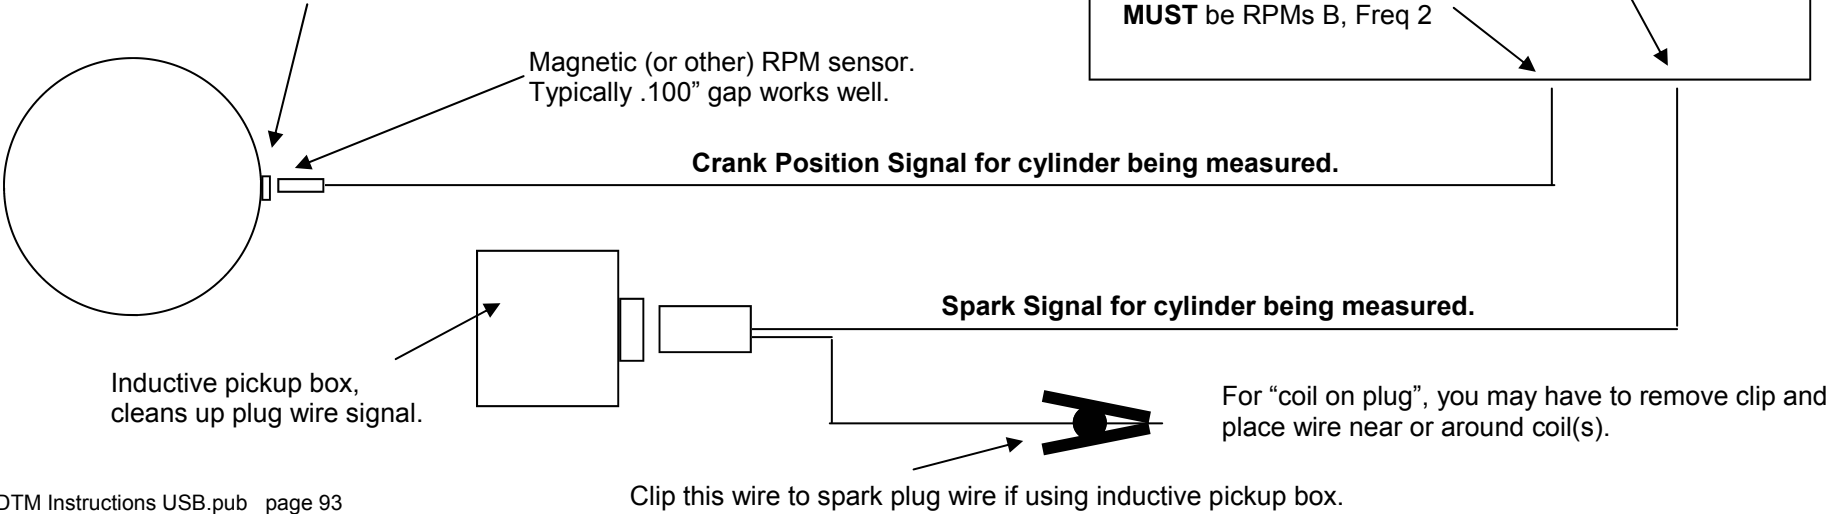 MUST be RPMs B, Freq 2
Magnetic (or other) RPM sensor.
Typically .100” gap works well.
Crank Position Signal for cylinder being measured.
Spark Signal for cylinder being measured.
Inductive pickup box,
cleans up plug wire signal.
For “coil on plug”, you may have to remove clip and
place wire near or around coil(s).
Clip this wire to spark plug wire if using inductive pickup box.
DTM Instructions USB.pub page 93